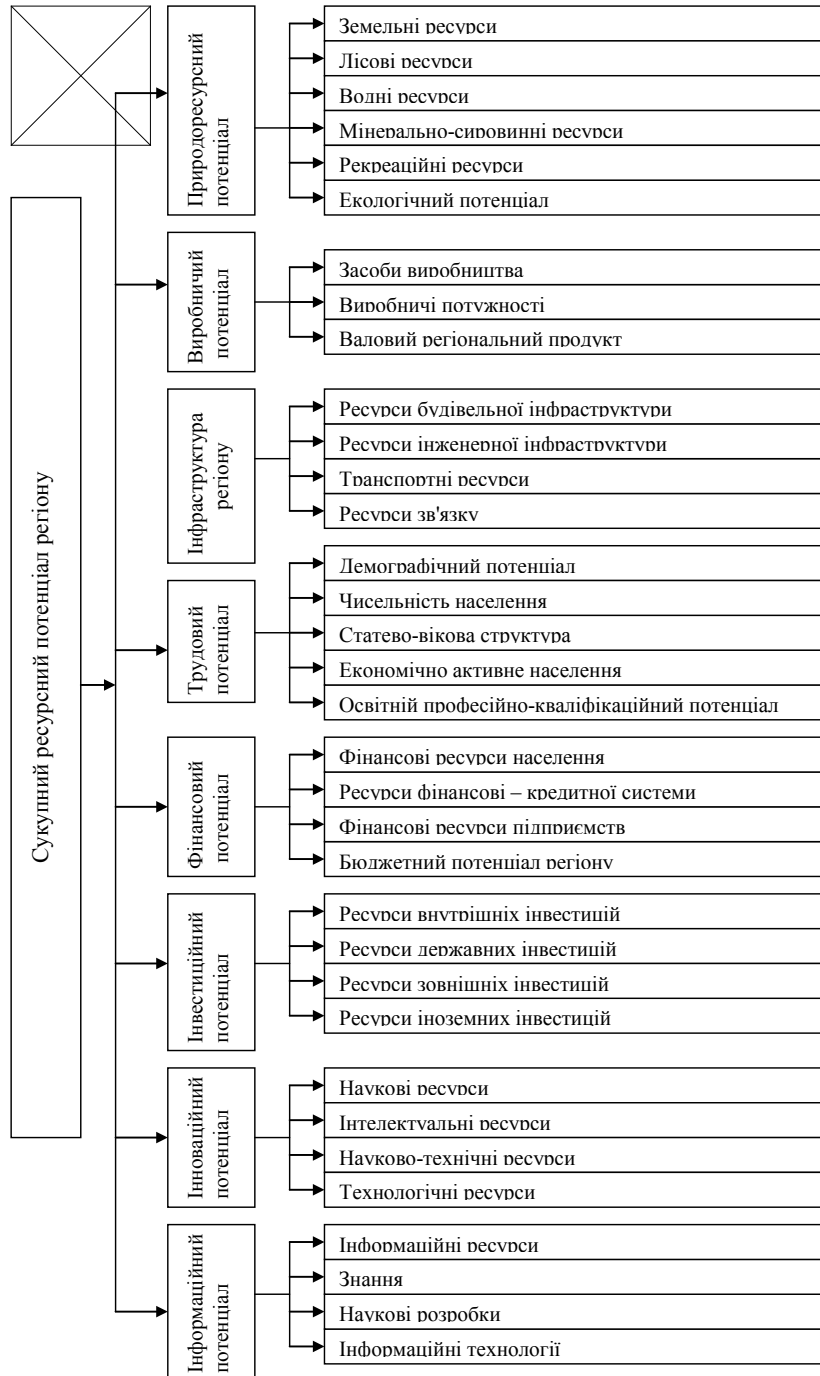 Сукупний ресурсний потенціал регіону
Природоресурсний
потенціал
Земельні ресурси
Лісові ресурси
Водні ресурси
Мінерально-сировинні ресурси
Рекреаційні ресурси
Екологічний потенціал
Виробничий
потенціал
Засоби виробництва
Виробничі потужності
Валовий регіональний продукт
Інфраструктура
регіону
Ресурси будівельної інфраструктури
Ресурси інженерної інфраструктури
Транспортні ресурси
Ресурси зв'язку
Трудовий
потенціал
Демографічний потенціал
Чисельність населення
Статево-вікова структура
Економічно активне населення
Освітній професійно-кваліфікаційний потенціал
Фінансовий
потенціал
Фінансові ресурси населення
Ресурси фінансові – кредитної системи
Фінансові ресурси підприємств
Бюджетний потенціал регіону
Інвестиційний
потенціал
Ресурси внутрішніх інвестицій
Ресурси державних інвестицій
Ресурси зовнішніх інвестицій
Ресурси іноземних інвестицій
Інноваційний
потенціал
Наукові ресурси
Інтелектуальні ресурси
Науково-технічні ресурси
Технологічні ресурси
Інформаційний
потенціал
Інформаційні ресурси
Знання
Наукові розробки
Інформаційні технології